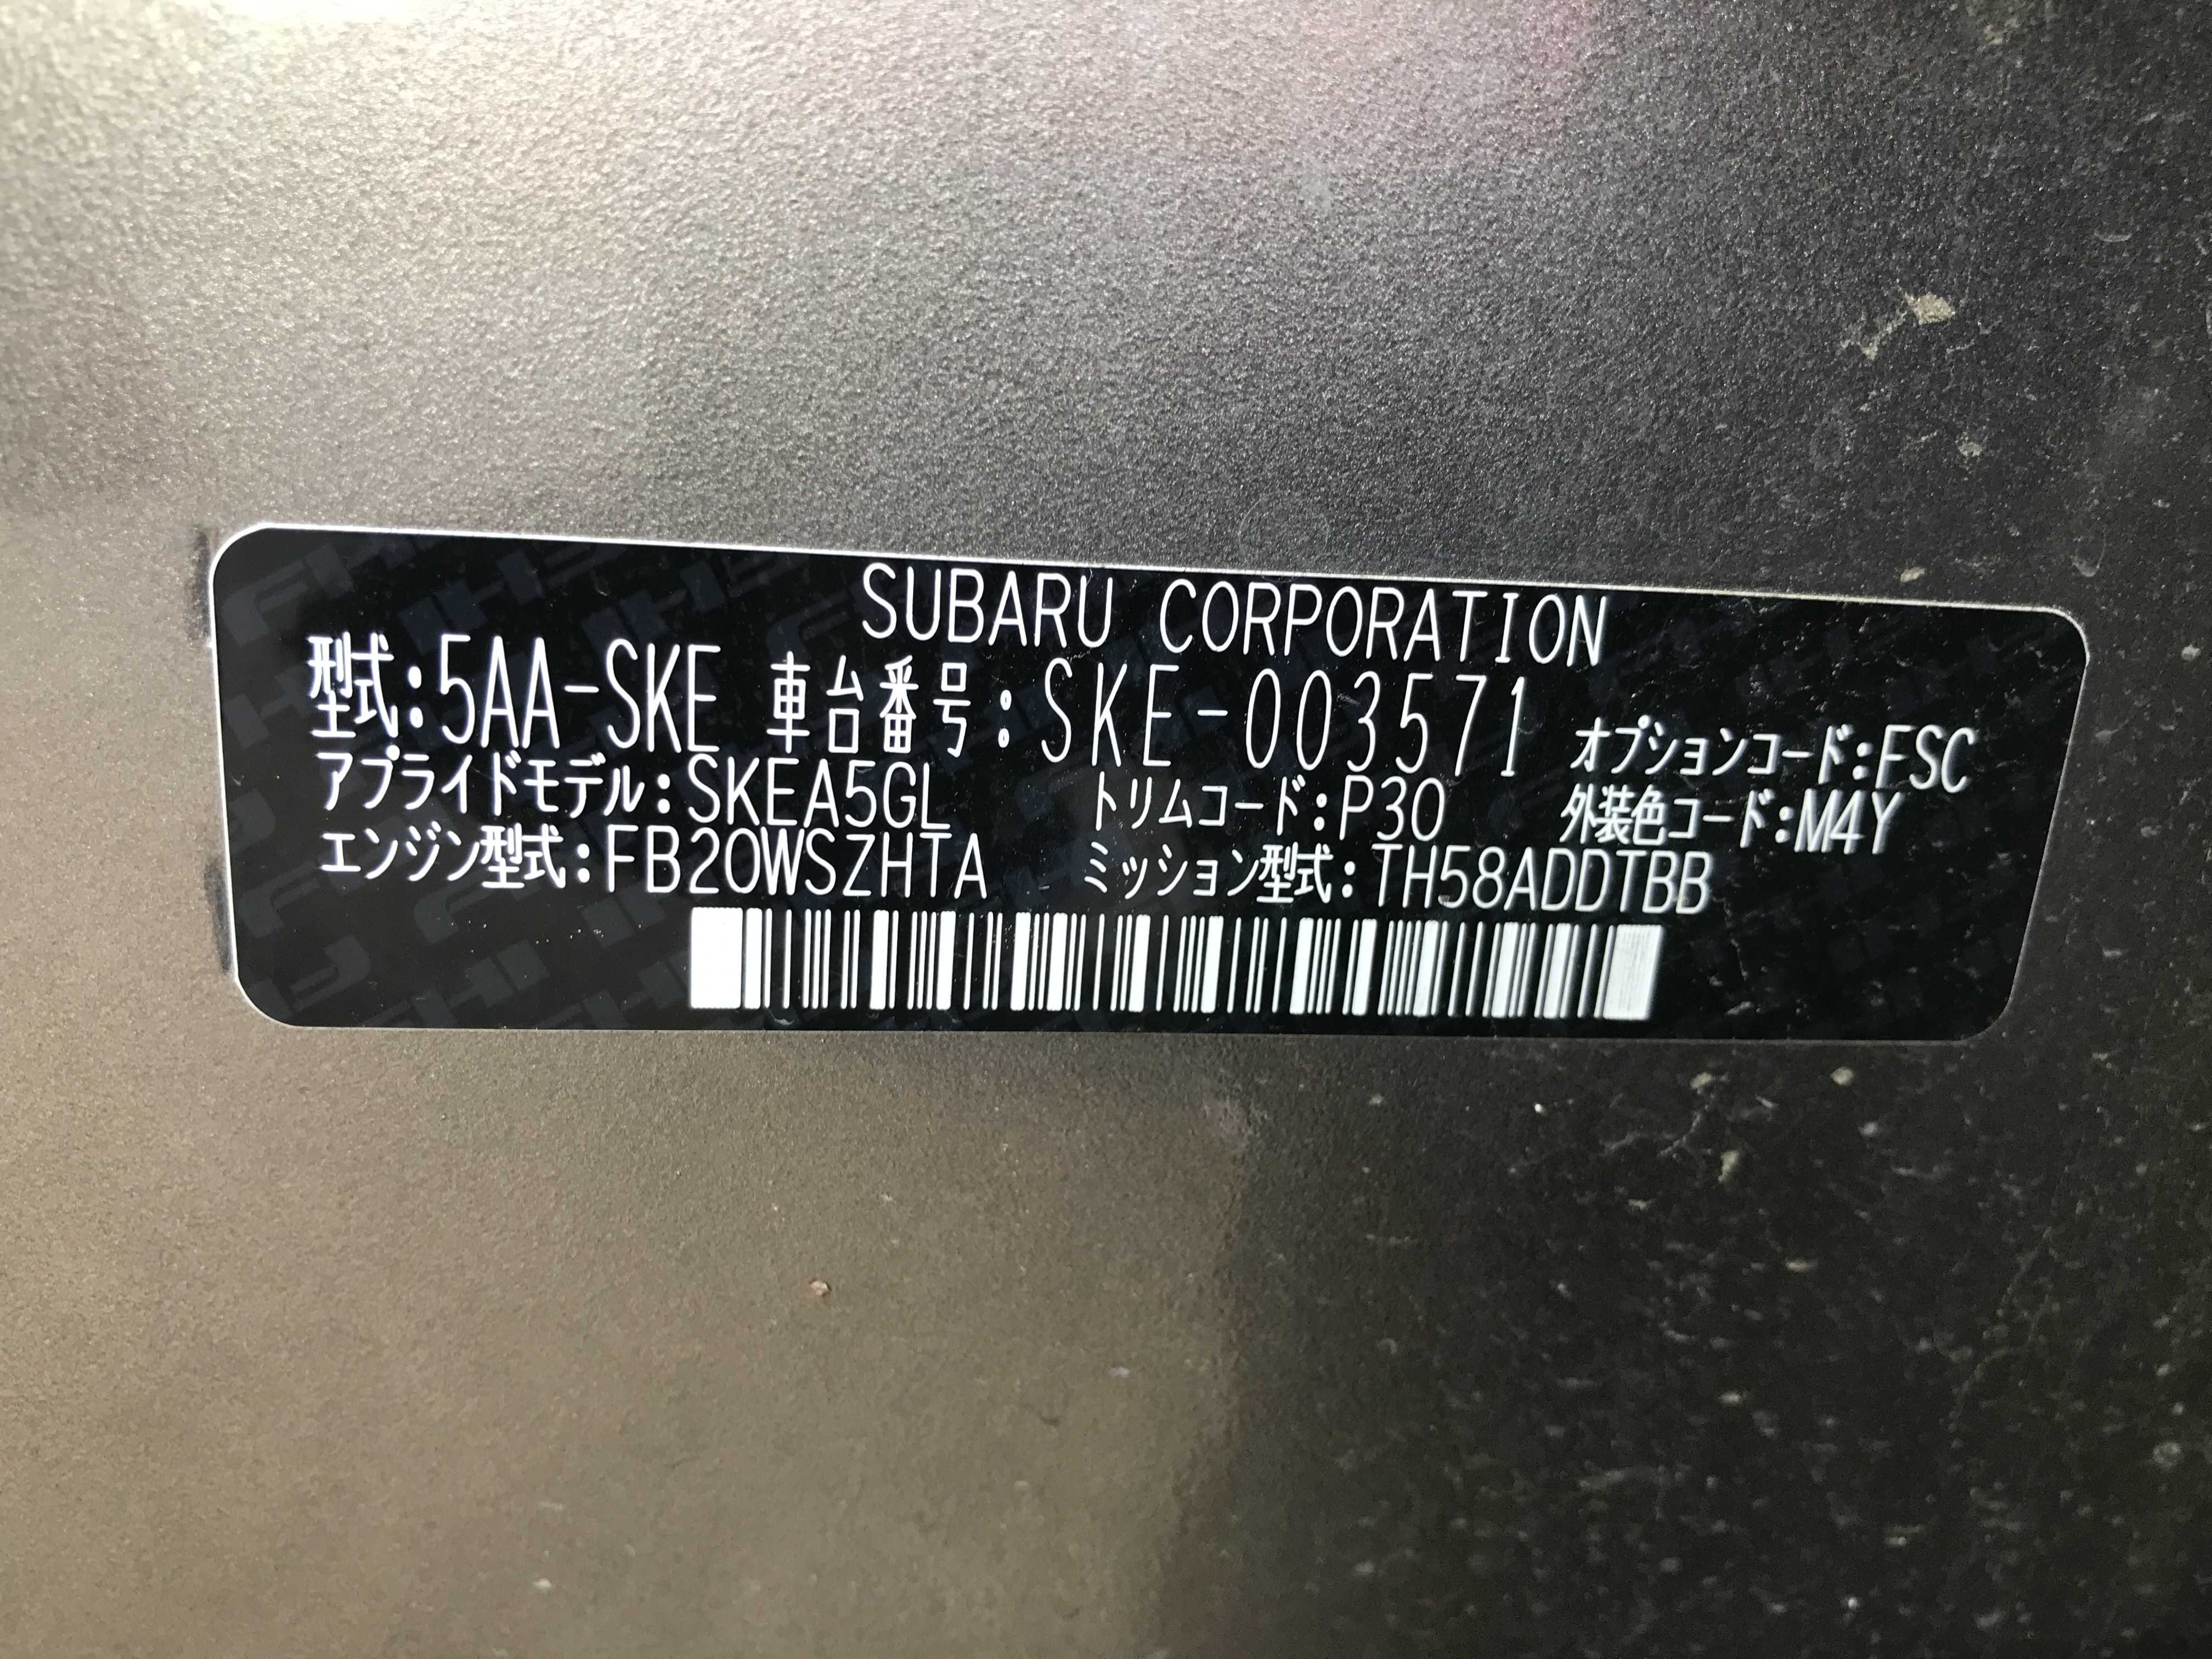 SUBARU CORPORATION
型式:5AA-SKE 車台番号:SKE-003571 オプションコード:FSC
アプライドモデル:SKEA5GL トリムコード:P30 外装色コード:M4Y
エンジン型式:FB20WSZHTA ミッション型式:TH58ADDTBB